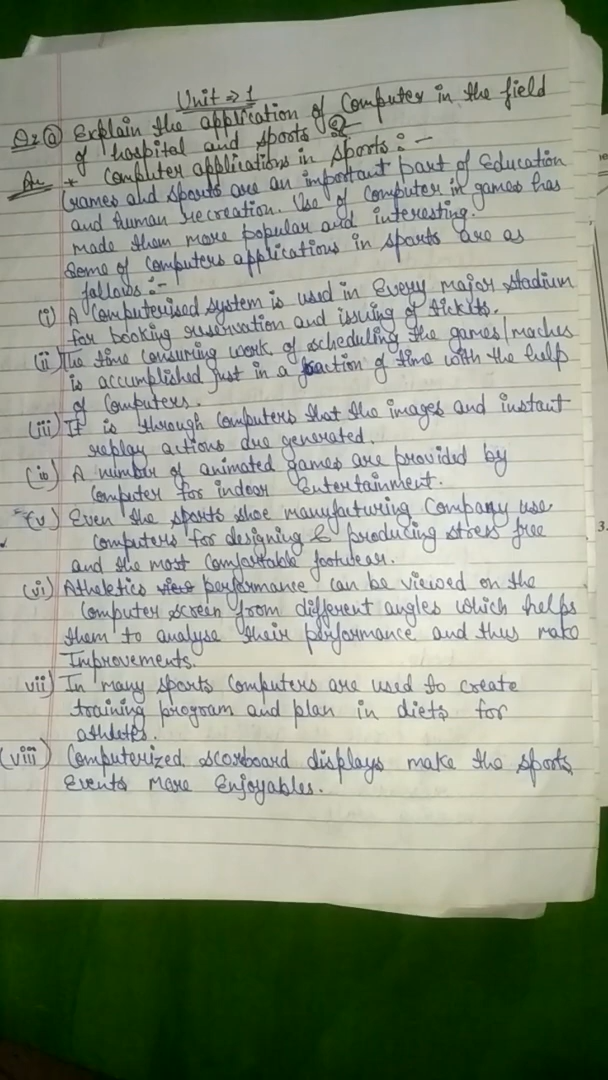 Unit ⇒ 1
Q2 (a) Explain the application of Computer in the field
of hospital and sports ?
Ans * Computer applications in Sports : —
Games and Sports are an important part of Education
and human recreation. Use of computer in games has
made them more popular and interesting.
Some of Computers applications in sports are as
follows :-
(i) A Computerised system is used in Every major Stadium
for booking reservation and issuing of tickits.
(ii The time consuming work of scheduling the games/maches
is accumplished just in a fraction of time with the help
of Computers.
(iii) It is through Computers that the images and instant
replay actions are generated.
(iv) A number of animated games are provided by
Computer for indoor Entertainment.
(v) Even the sports shoe manufacturing Company use
computers for designing & producing stress free
and the most Comfortable footwear.
(vi) Atheletics view performance can be viewed on the
Computer screen from different angles which helps
them to analyse their performance and thus make
Improvements.
vii) In many sports Computers are used to create
training program and plan in diets for
athletes.
(viii) Computerized scorboard displays make the sports
Events More Enjoyables.
3.